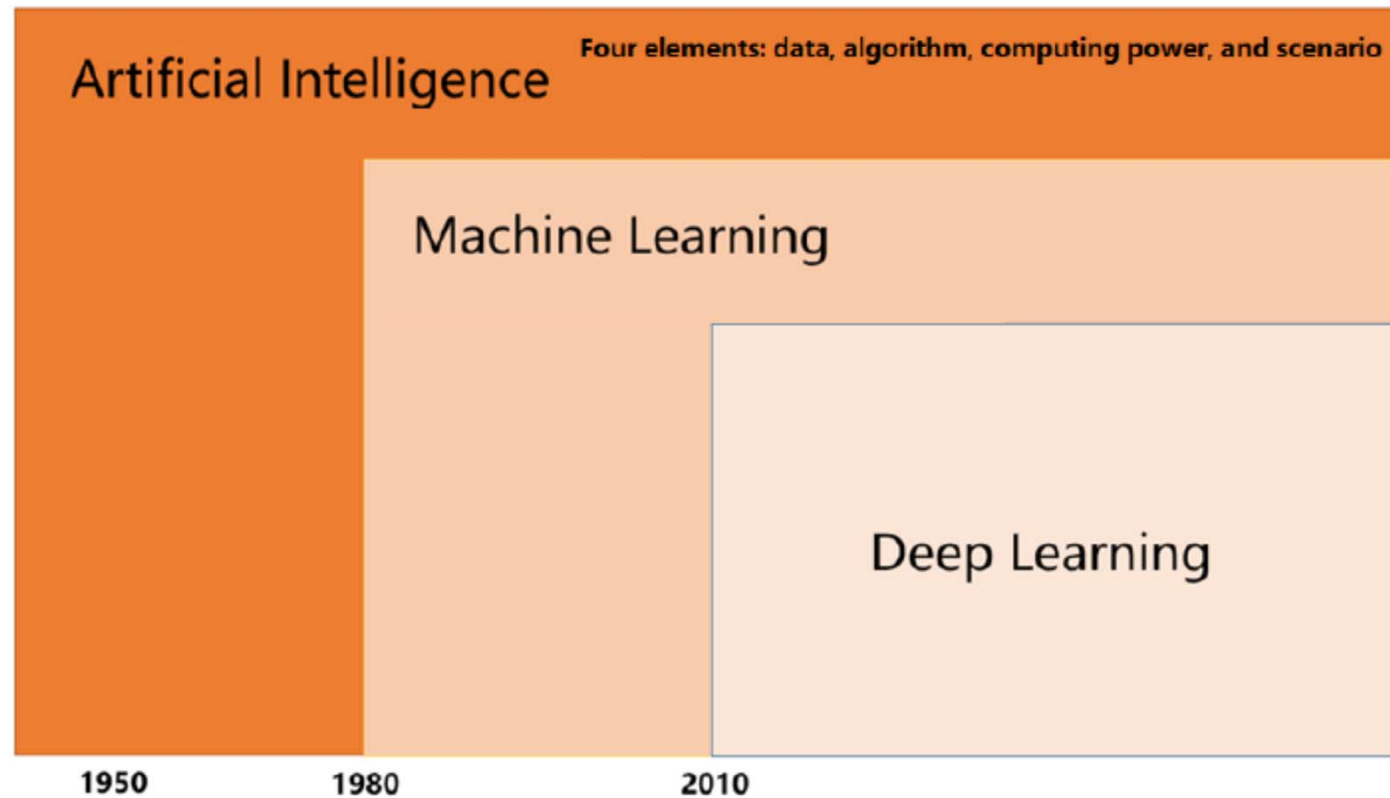 Four elements: data, algorithm, computing power, and scenario
Artificial Intelligence
Machine Learning
Deep Learning
1950 1980 2010